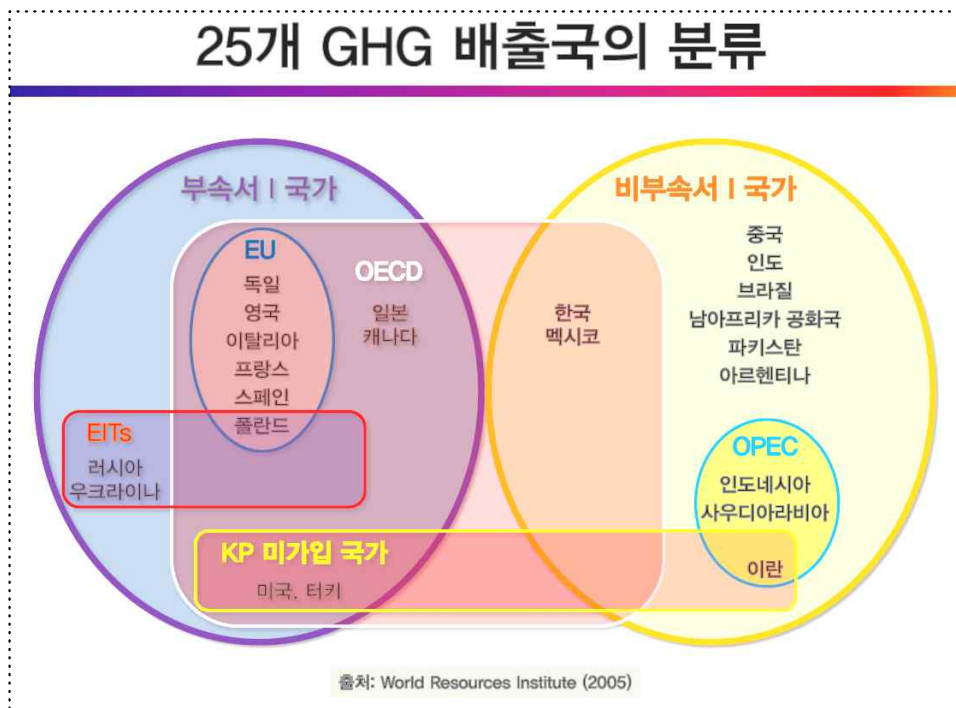 25개 GHG 배출국의 분류
부속서 I 국가
비부속서 I 국가
EU
독일
영국
이탈리아
프랑스
스페인
폴란드
OECD
일본
캐나다
한국
멕시코
중국
인도
브라질
남아프리카 공화국
파키스탄
아르헨티나
EITs
러시아
우크라이나
OPEC
인도네시아
사우디아라비아
이란
KP 미가입 국가
미국, 터키
출처: World Resources Institute (2005)